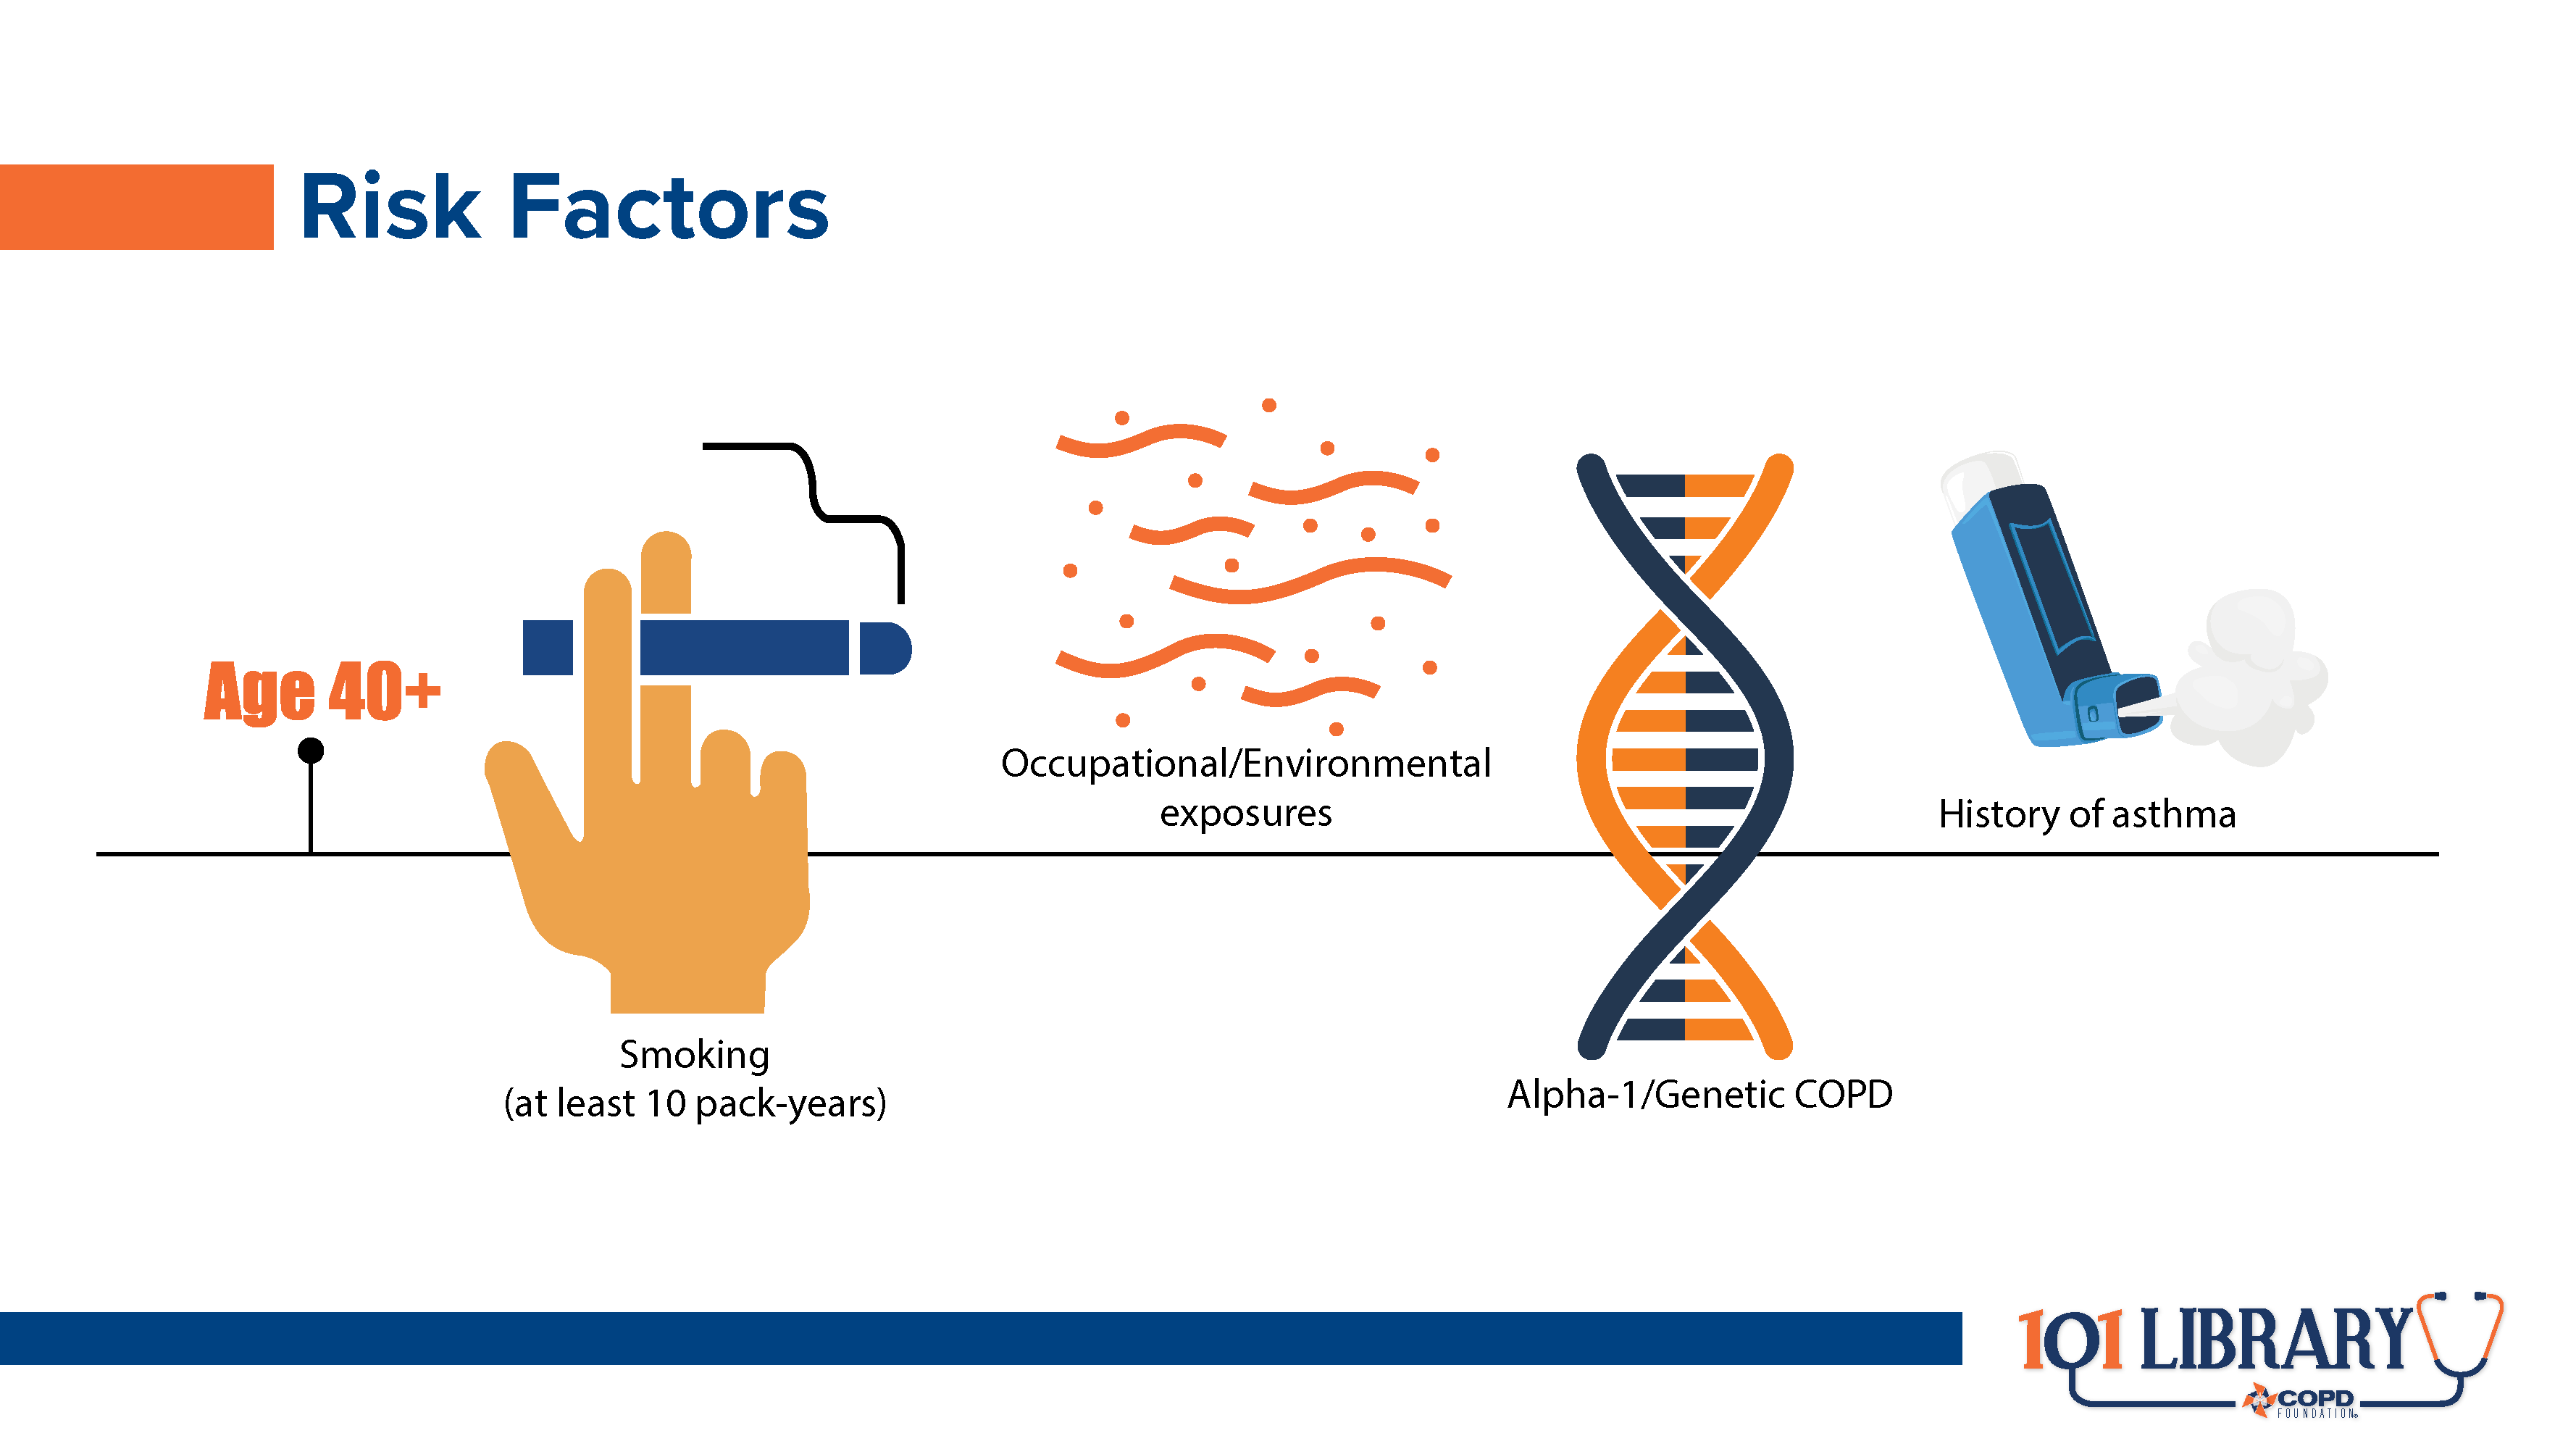 Risk Factors
Age 40+
Smoking
(at least 10 pack-years)
Occupational/Environmental
exposures
Alpha-1/Genetic COPD
History of asthma
101 LIBRARY
COPD
FOUNDATION®